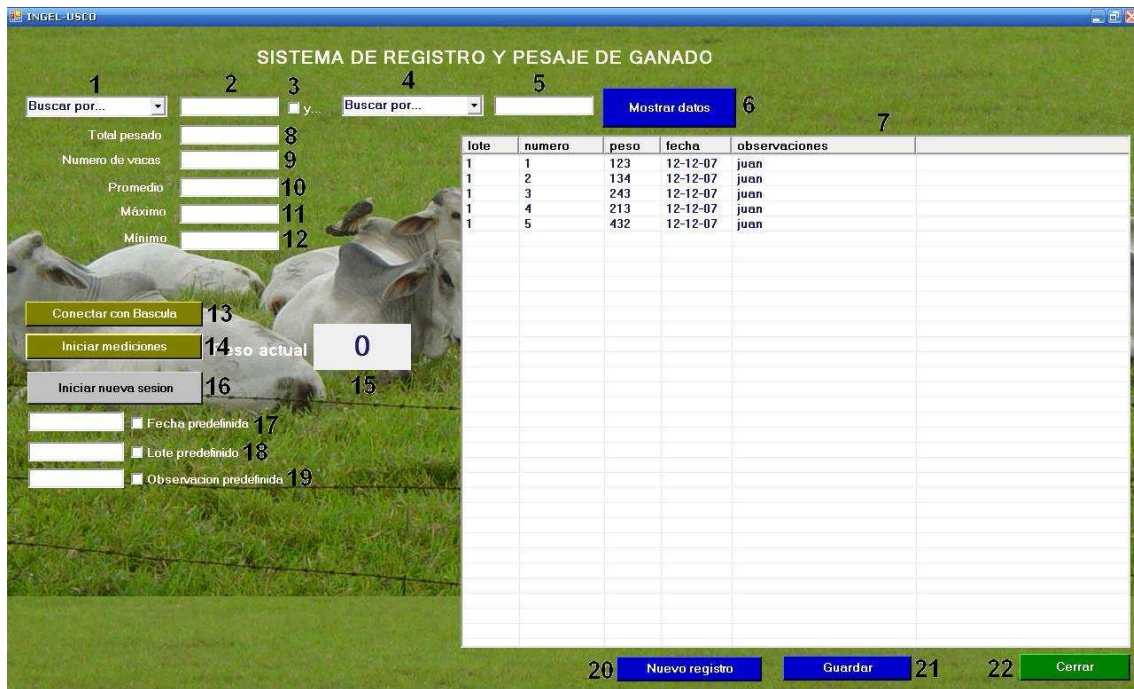 INGEL-USCO
SISTEMA DE REGISTRO Y PESAJE DE GANADO
1 2 3 4 5
Buscar por... y... Buscar por... Mostrar datos 6
7
Total pesado 8
Numero de vacas 9
Promedio 10
Máximo 11
Mínimo 12
lote numero peso fecha observaciones
1 1 123 12-12-07 juan
1 2 134 12-12-07 juan
1 3 243 12-12-07 juan
1 4 213 12-12-07 juan
1 5 432 12-12-07 juan
Conectar con Bascula 13
Iniciar mediciones 14 Peso actual 0
Iniciar nueva sesion 16 15
Fecha predefinida 17
Lote predefinido 18
Observacion predefinida 19
20 Nuevo registro Guardar 21 22 Cerrar